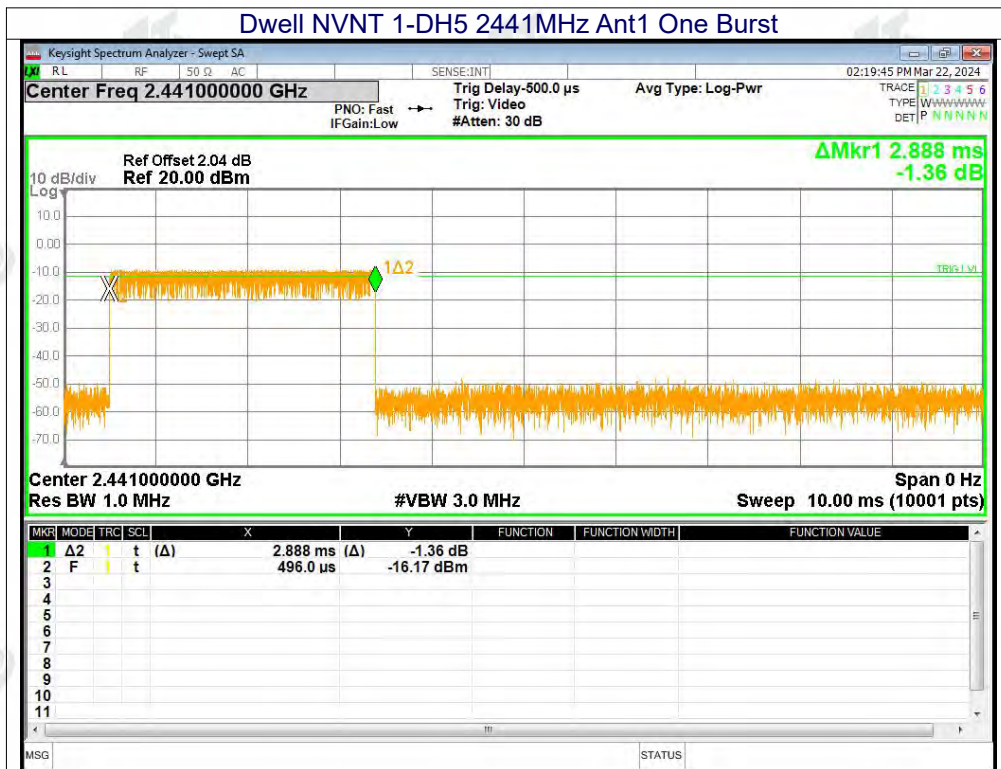 Dwell NVNT 1-DH5 2441MHz Ant1 One Burst
Keysight Spectrum Analyzer - Swept SA
LXI RL RF 50 Ω AC SENSE:INT 02:19:45 PM Mar 22, 2024
Center Freq 2.441000000 GHz Trig Delay-500.0 µs Avg Type: Log-Pwr TRACE 1 2 3 4 5 6
PNO: Fast Trig: Video TYPE WWWWWW
IFGain:Low #Atten: 30 dB DET P N N N N N
ΔMkr1 2.888 ms
-1.36 dB
Ref Offset 2.04 dB
10 dB/div Ref 20.00 dBm
Log
10.0
0.00
-10.0 1Δ2 TRIG LVL
-20.0
-30.0
-40.0
-50.0
-60.0
-70.0
Center 2.441000000 GHz Span 0 Hz
Res BW 1.0 MHz #VBW 3.0 MHz Sweep 10.00 ms (10001 pts)
MKR MODE TRC SCL X Y FUNCTION FUNCTION WIDTH FUNCTION VALUE
1 Δ2 1 t (Δ) 2.888 ms (Δ) -1.36 dB
2 F 1 t 496.0 µs -16.17 dBm
3
4
5
6
7
8
9
10
11
MSG STATUS